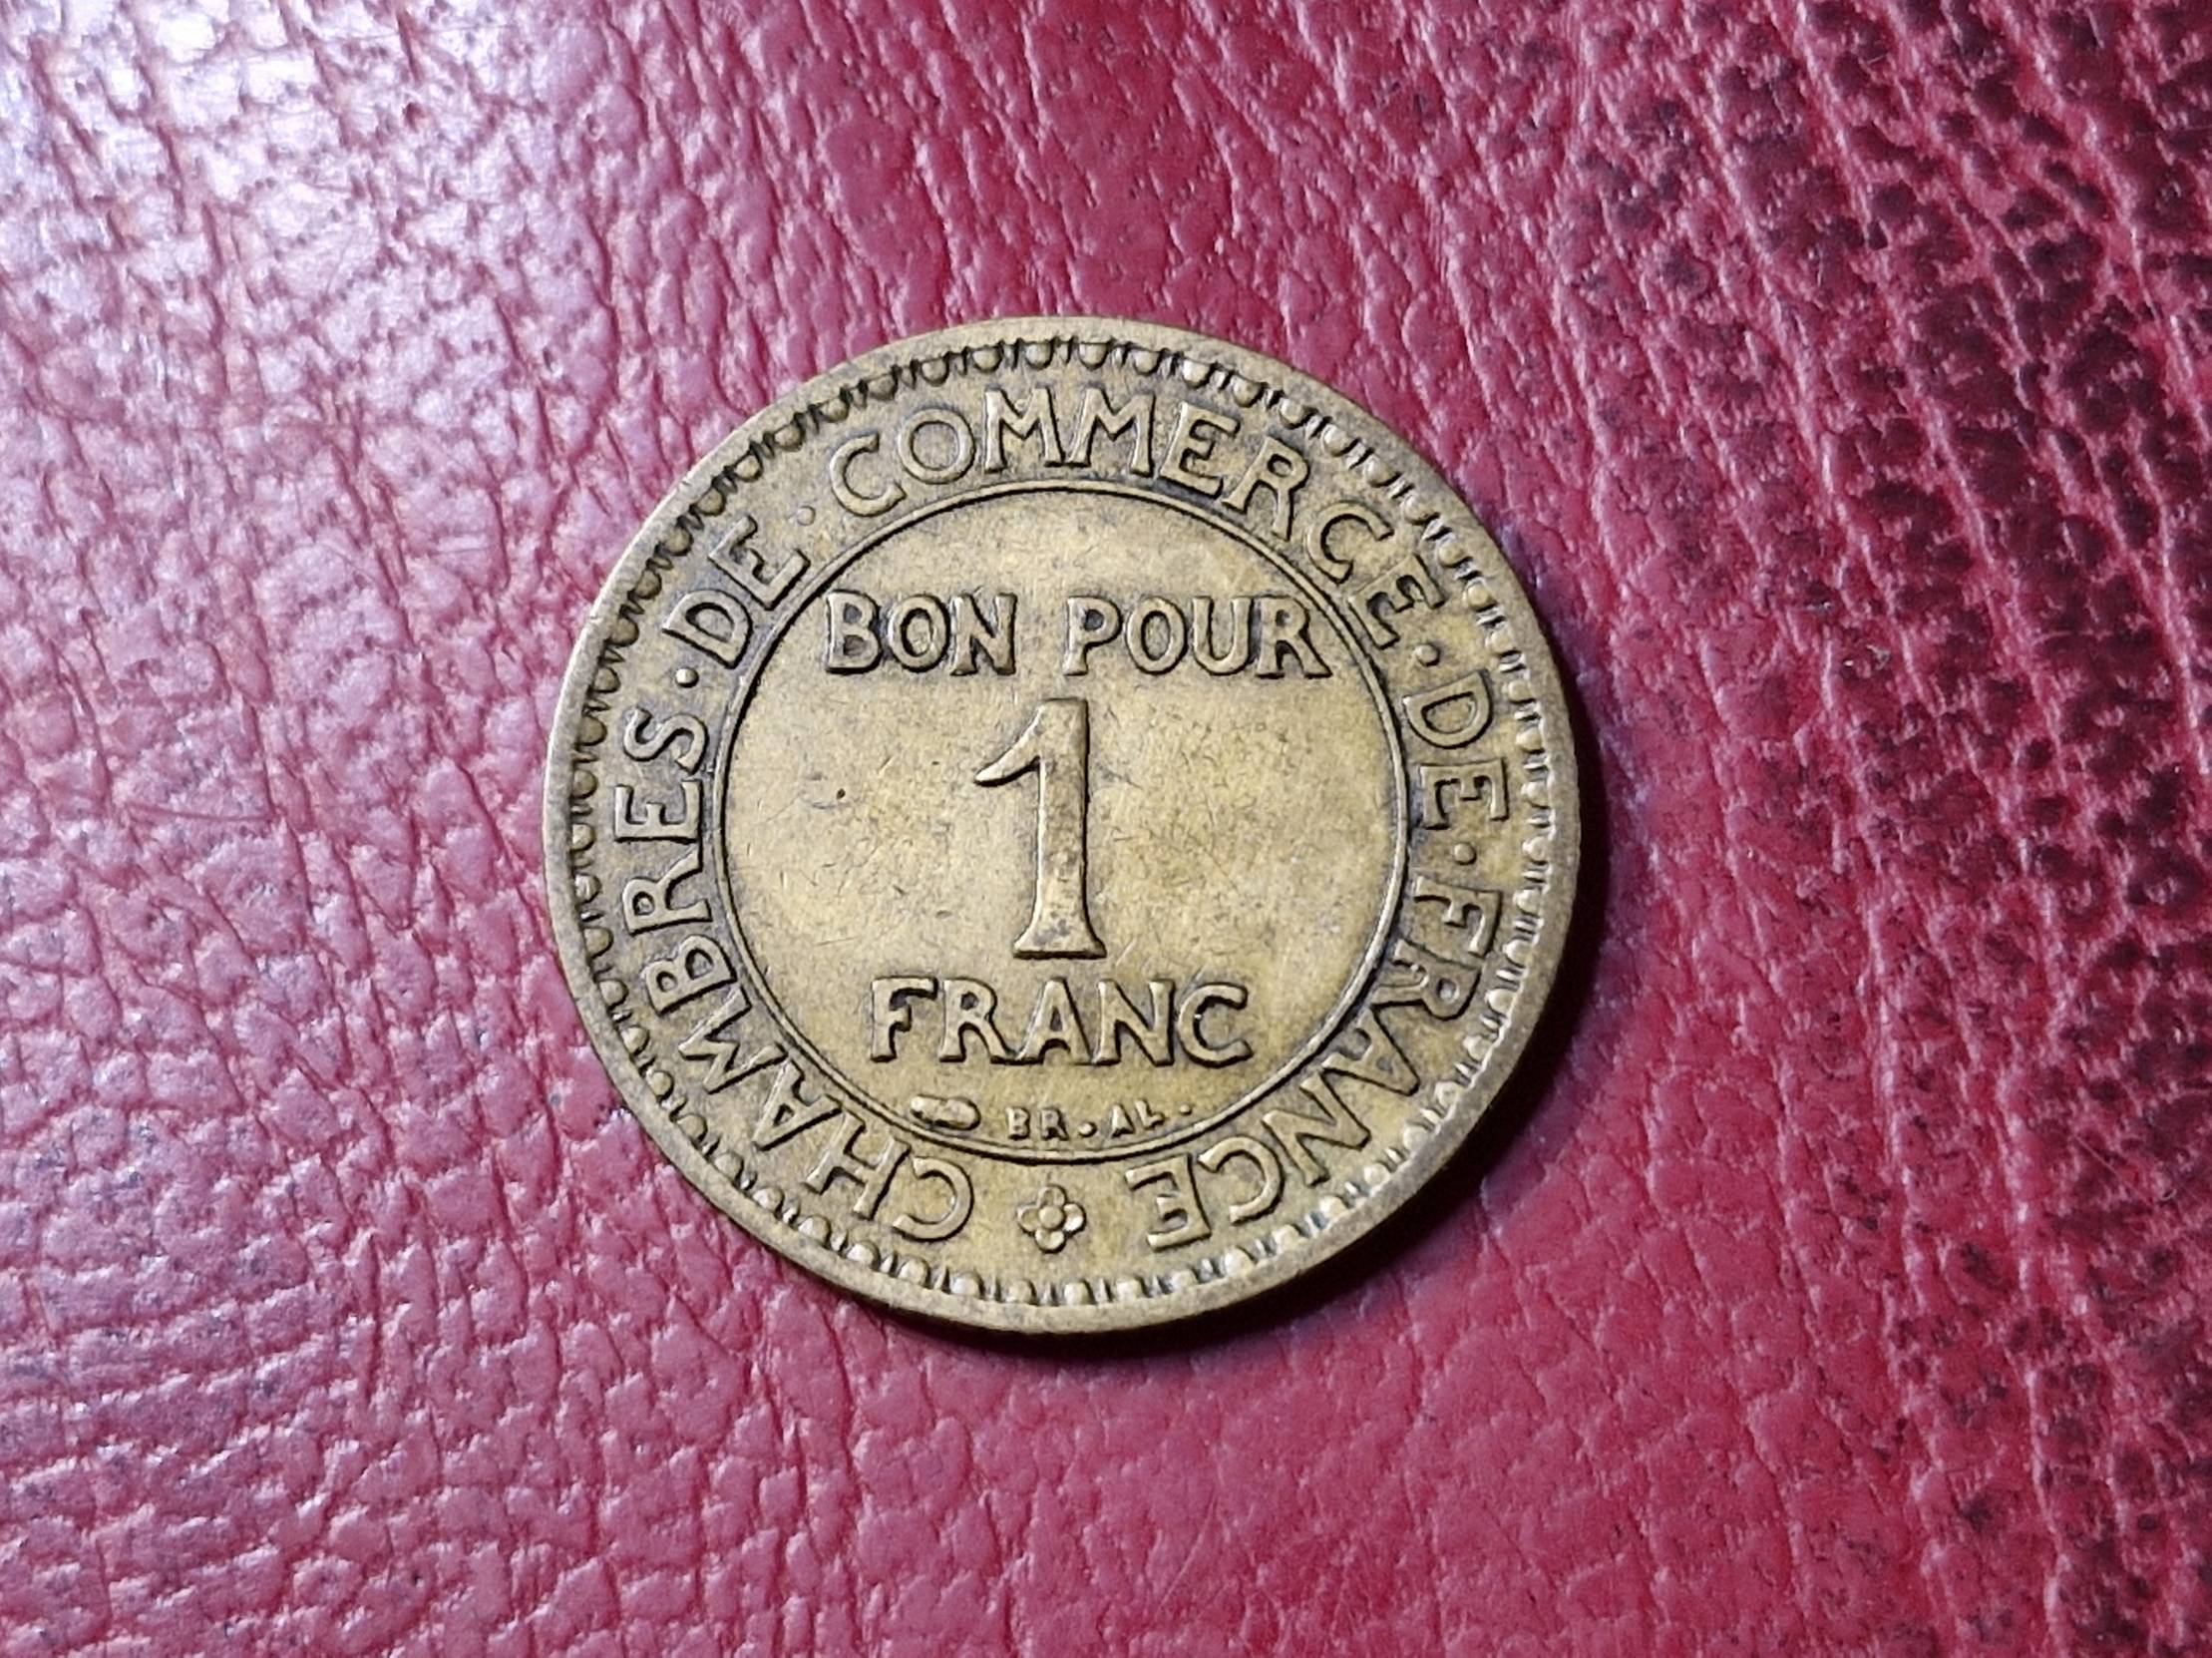 CHAMBRES·DE·COMMERCE·DE·FRANCE
BON POUR
1
FRANC
BR.AL.